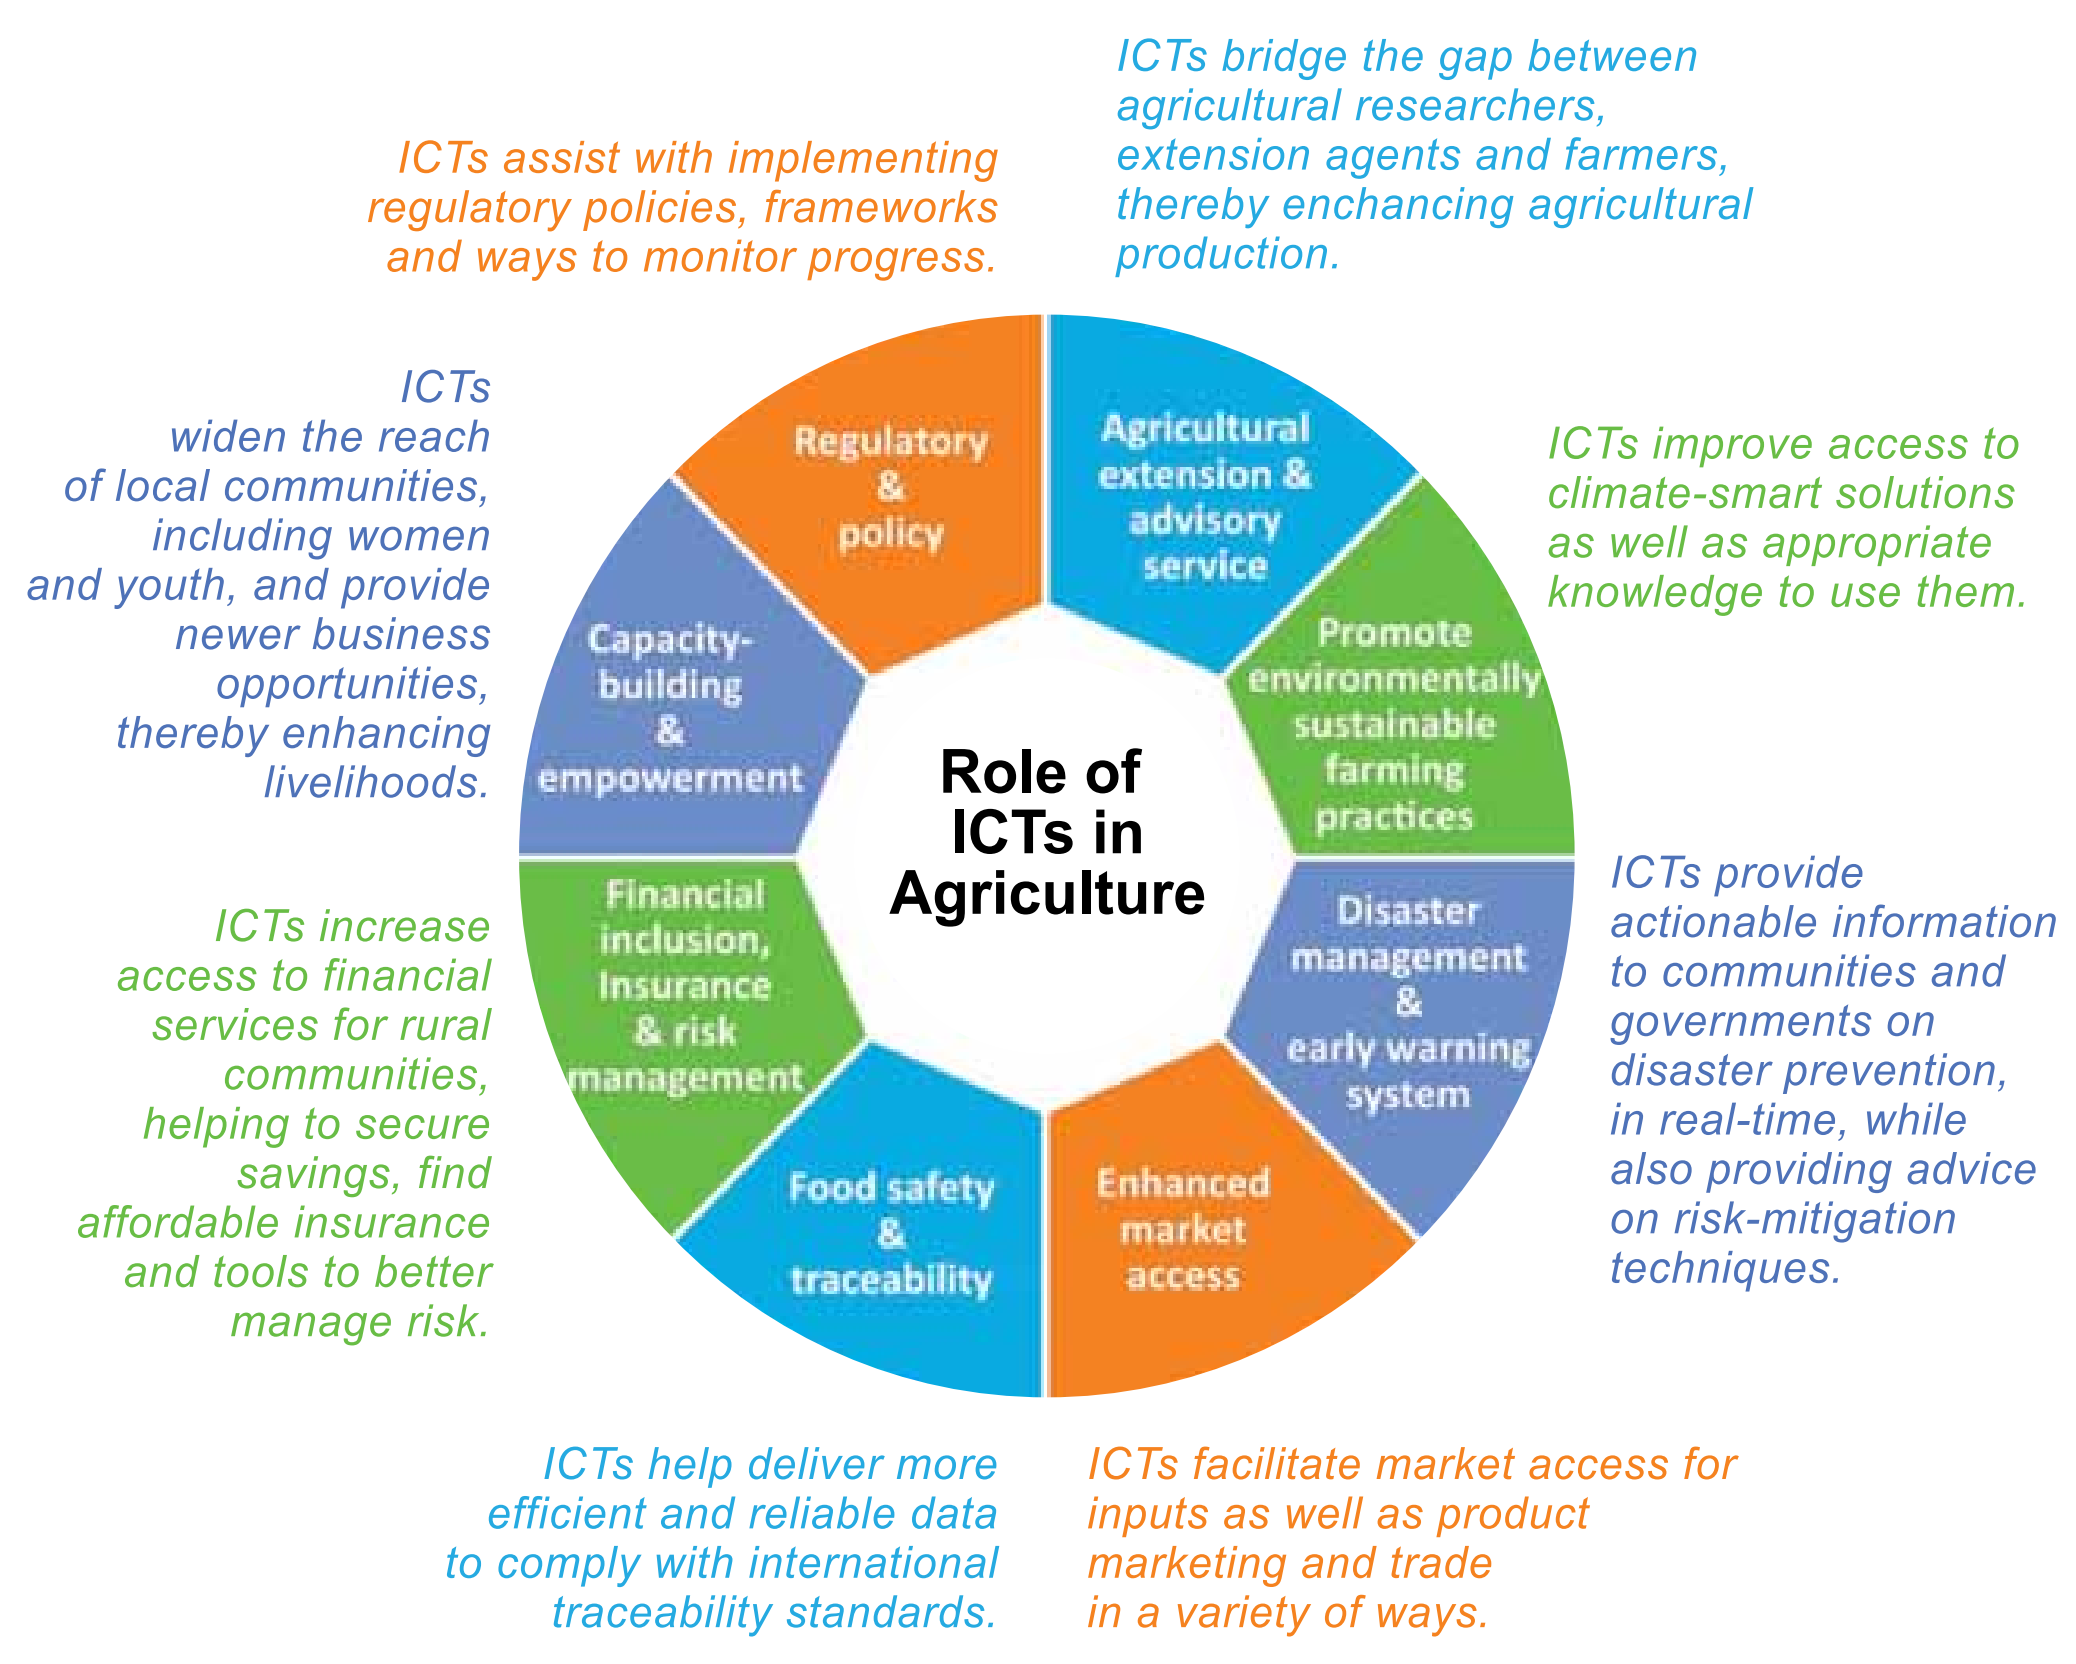 ICTs bridge the gap between
agricultural researchers,
extension agents and farmers,
thereby enchancing agricultural
production.
ICTs assist with implementing
regulatory policies, frameworks
and ways to monitor progress.
ICTs
widen the reach
of local communities,
including women
and youth, and provide
newer business
opportunities,
thereby enhancing
livelihoods.
ICTs improve access to
climate-smart solutions
as well as appropriate
knowledge to use them.
Regulatory
&
policy
Agricultural
extension &
advisory
service
Capacity-
building
&
empowerment
Promote
environmentally
sustainable
farming
practices
Role of
ICTs in
Agriculture
Financial
inclusion,
Insurance
& risk
management
Disaster
management
&
early warning
system
ICTs provide
actionable information
to communities and
governments on
disaster prevention,
in real-time, while
also providing advice
on risk-mitigation
techniques.
ICTs increase
access to financial
services for rural
communities,
helping to secure
savings, find
affordable insurance
and tools to better
manage risk.
Food safety
&
traceability
Enhanced
market
access
ICTs help deliver more
efficient and reliable data
to comply with international
traceability standards.
ICTs facilitate market access for
inputs as well as product
marketing and trade
in a variety of ways.